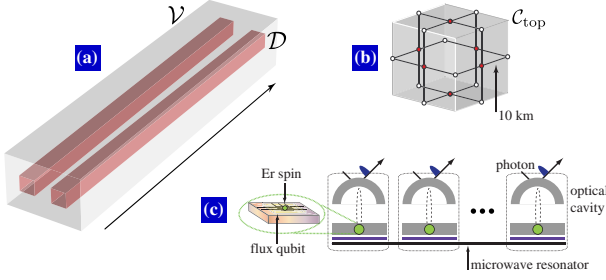 (a)
𝒱
𝒟
(b)
𝒞top
10 km
(c)
Er spin
flux qubit
photon
optical
cavity
•••
microwave resonator